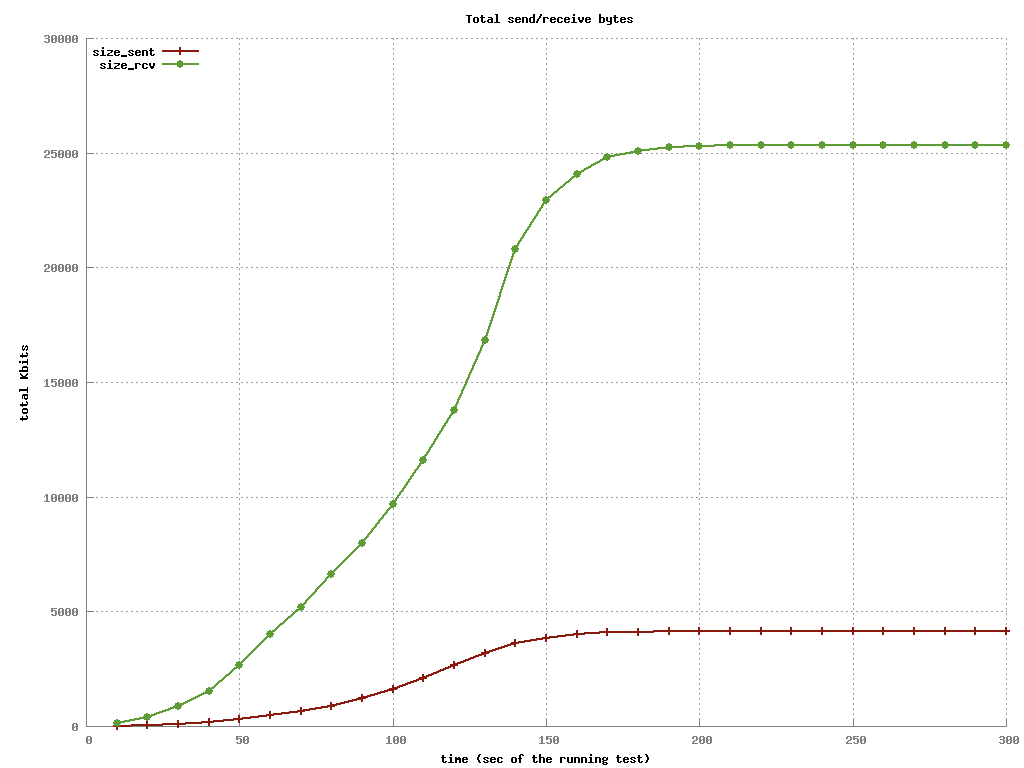 Total send/receive bytes
30000
size_sent
size_rcv
25000
20000
total Kbits
15000
10000
5000
0
0 50 100 150 200 250 300
time (sec of the running test)